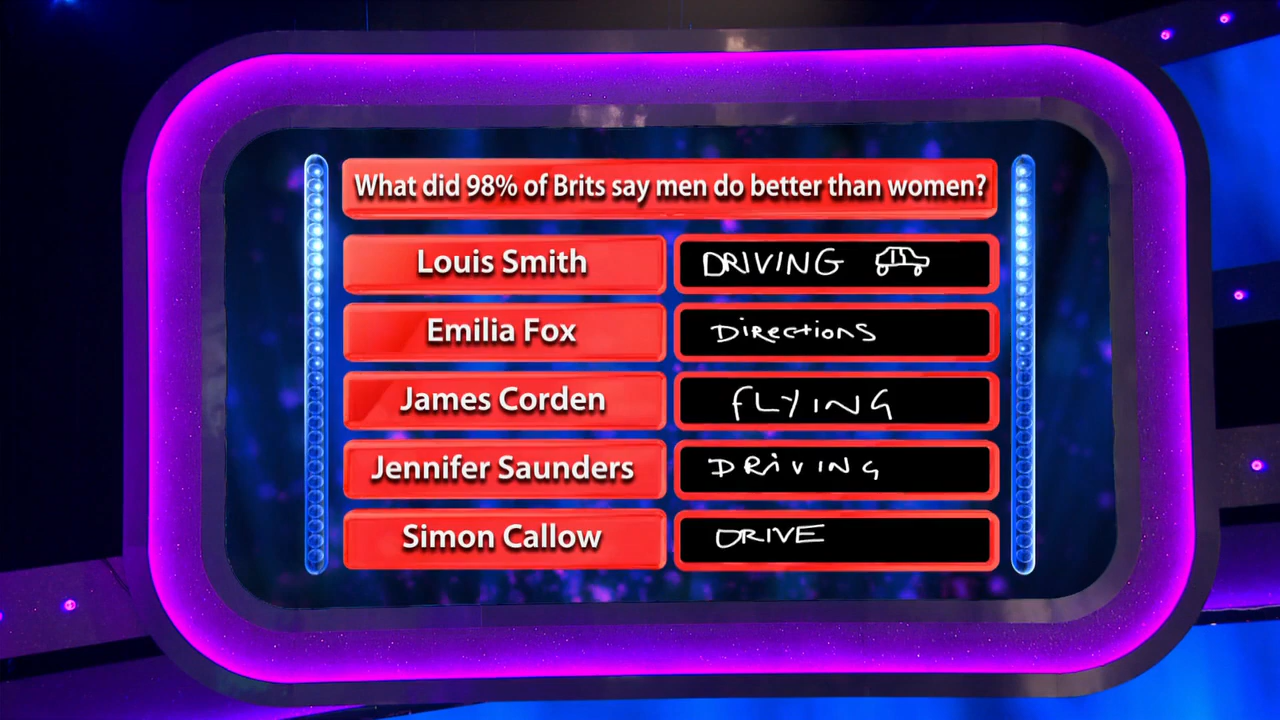 What did 98% of Brits say men do better than women?
Louis Smith DRIVING
Emilia Fox Directions
James Corden FLYING
Jennifer Saunders DRiVING
Simon Callow DRIVE